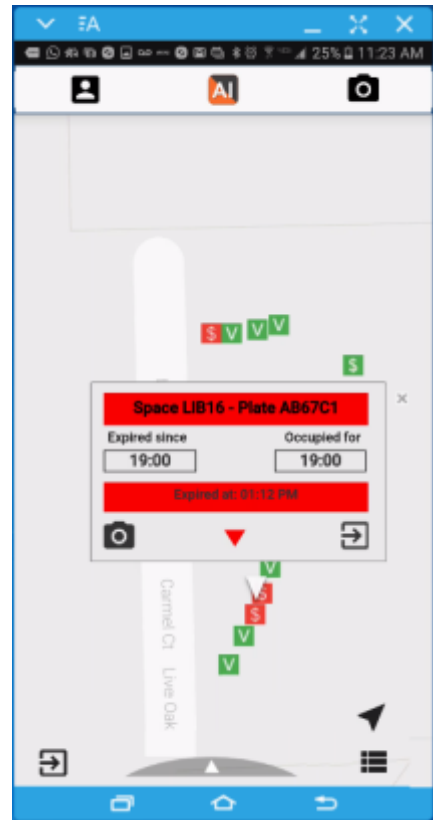 ΞA
25% 11:23 AM
AI
$ V V V
$
Space LIB16 - Plate AB67C1
Expired since Occupied for
19:00 19:00
Expired at: 01:12 PM
V
$
$
V
V
Carmel Ct Live Oak